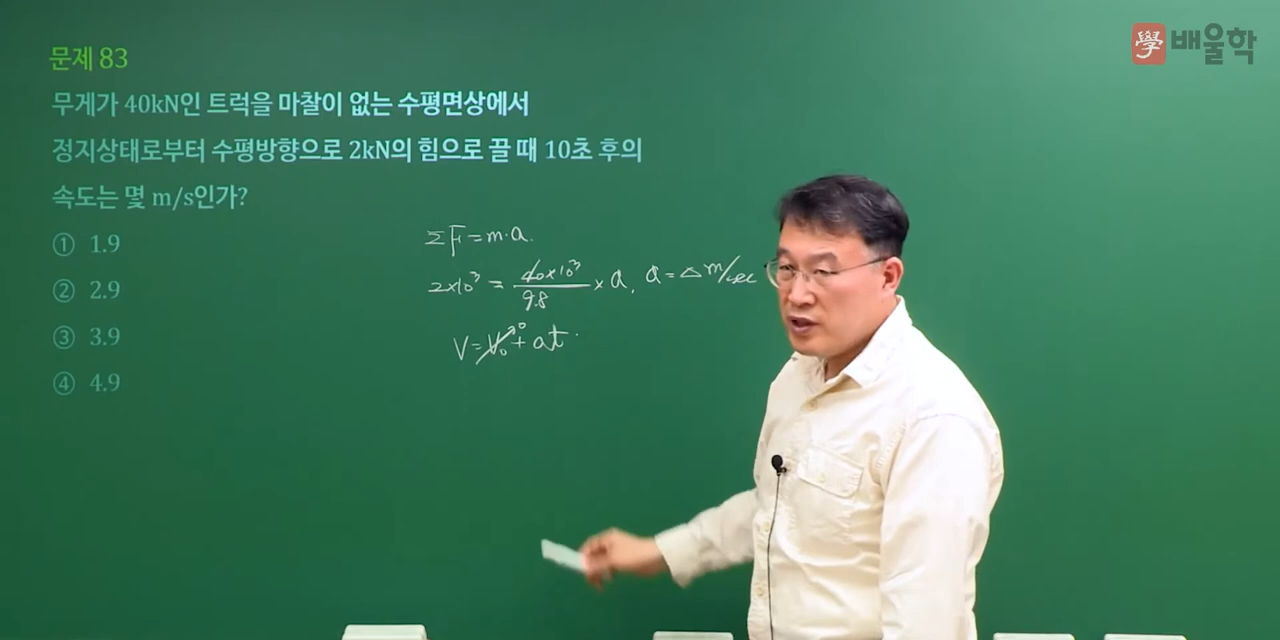 學 배울학
문제 83
무게가 40kN인 트럭을 마찰이 없는 수평면상에서
정지상태로부터 수평방향으로 2kN의 힘으로 끌 때 10초 후의
속도는 몇 m/s인가?
① 1.9
② 2.9
③ 3.9
④ 4.9
ΣF=m·a.
2×10³ = 40×10³/9.8 × a, a = △ m/sec
V=V₀↗⁰+at.